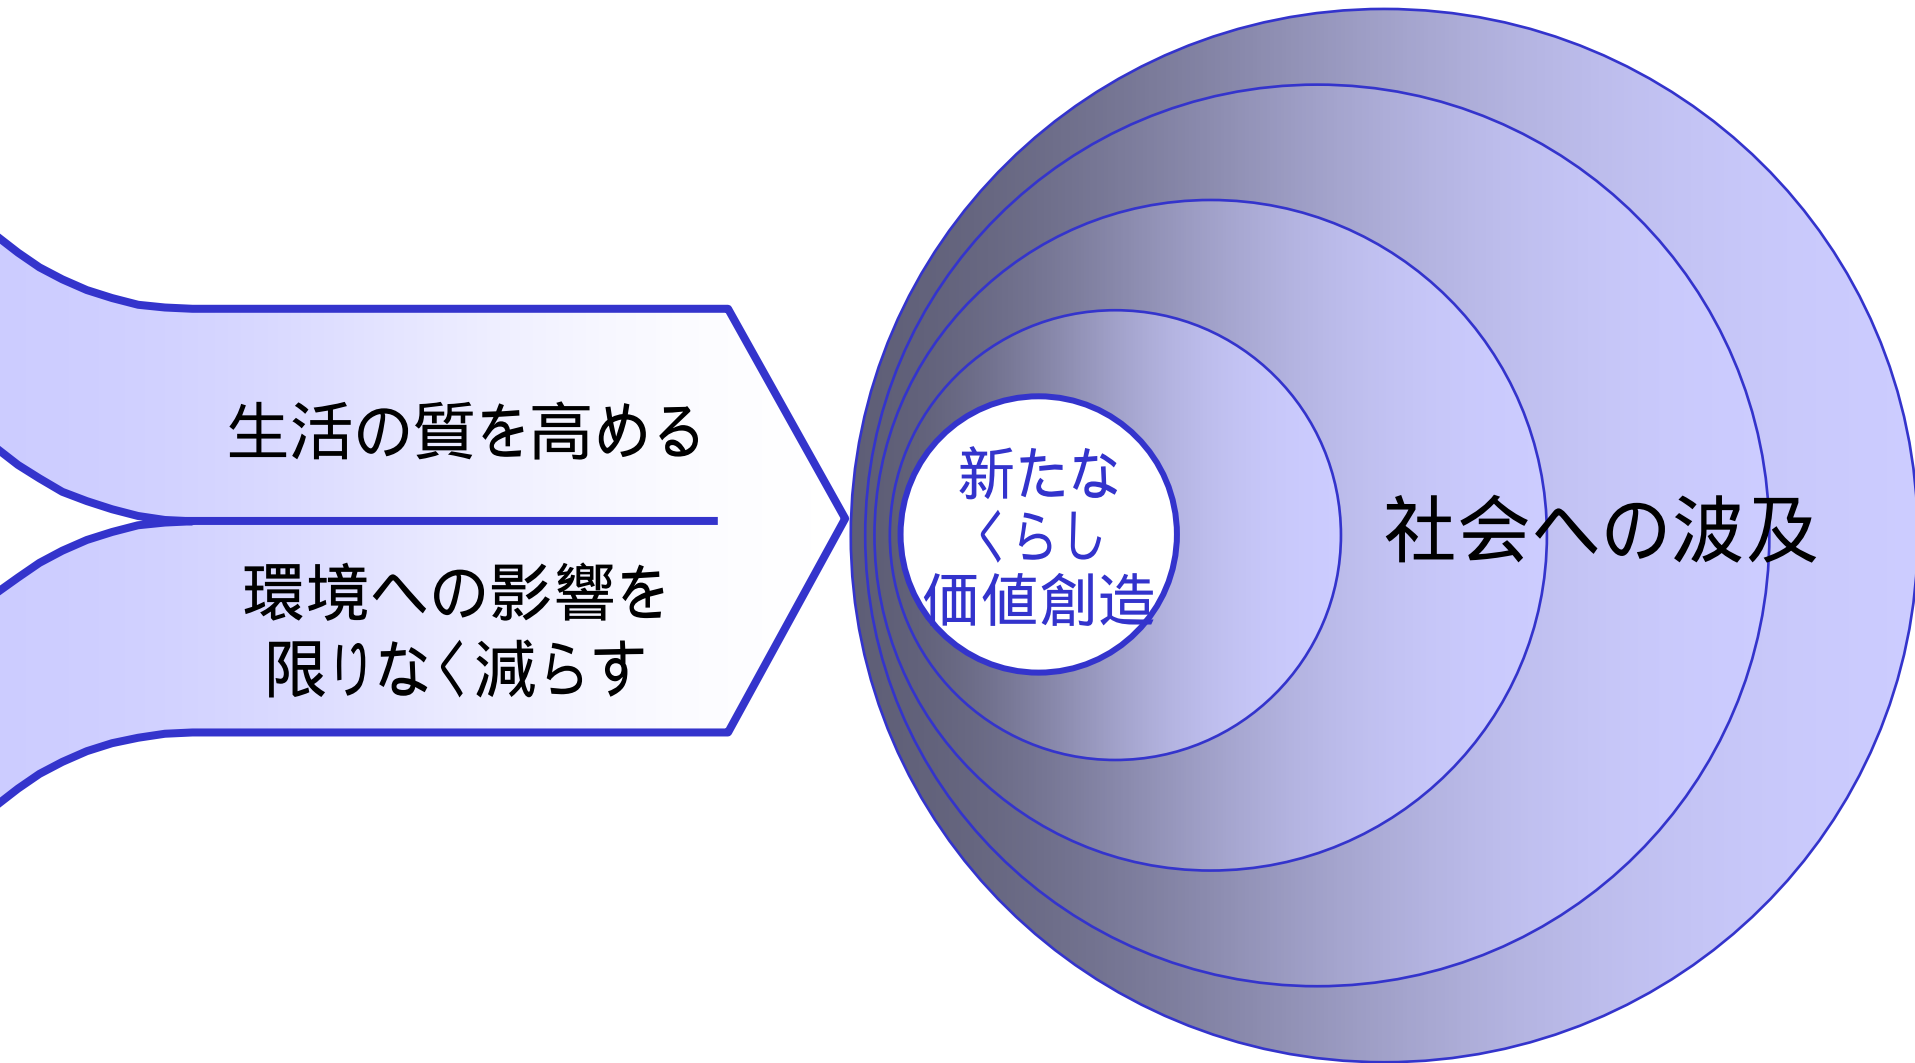 生活の質を高める
環境への影響を
限りなく減らす
新たな
くらし
価値創造
社会への波及